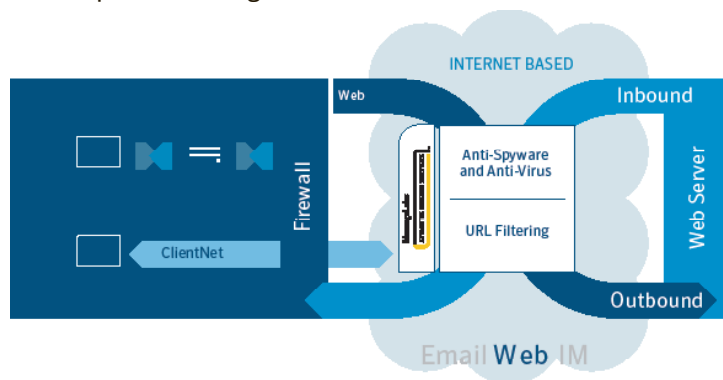 INTERNET BASED
Web
Inbound
Anti-Spyware
and Anti-Virus
URL Filtering
Firewall
Web Server
ClientNet
Outbound
Email Web IM